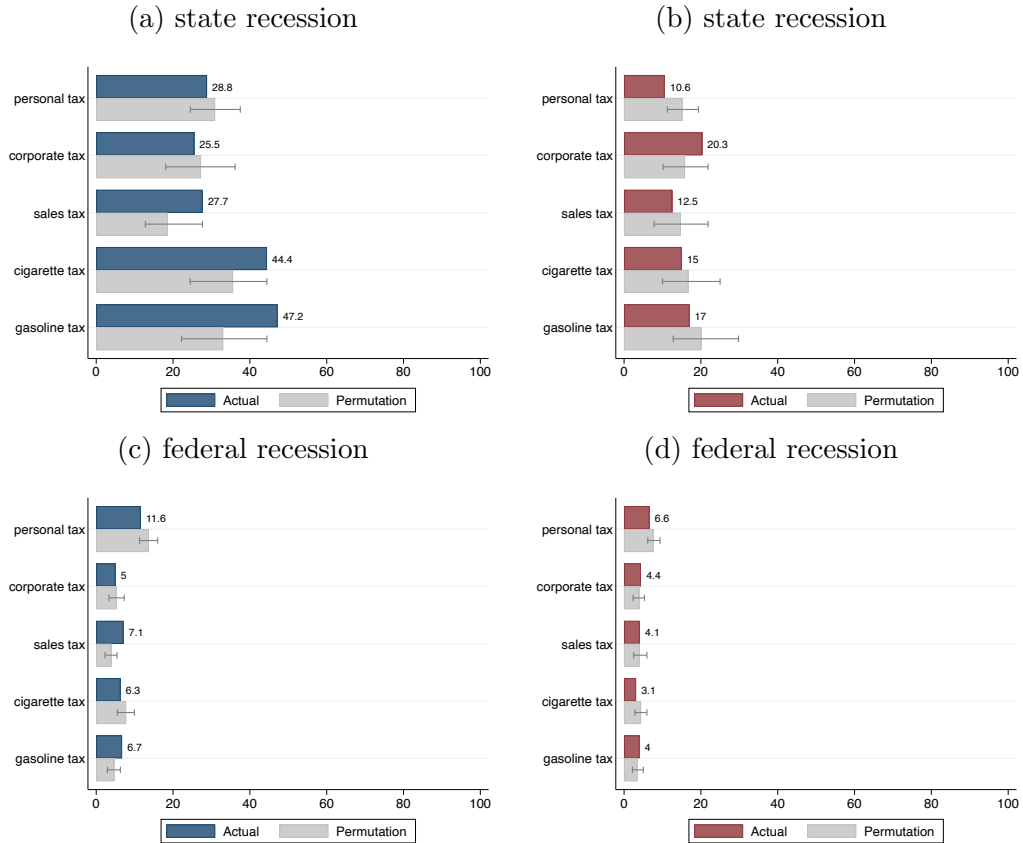 (a) state recession
personal tax
28.8
corporate tax
25.5
sales tax
27.7
cigarette tax
44.4
gasoline tax
47.2
0 20 40 60 80 100
Actual Permutation
(b) state recession
personal tax
10.6
corporate tax
20.3
sales tax
12.5
cigarette tax
15
gasoline tax
17
0 20 40 60 80 100
Actual Permutation
(c) federal recession
personal tax
11.6
corporate tax
5
sales tax
7.1
cigarette tax
6.3
gasoline tax
6.7
0 20 40 60 80 100
Actual Permutation
(d) federal recession
personal tax
6.6
corporate tax
4.4
sales tax
4.1
cigarette tax
3.1
gasoline tax
4
0 20 40 60 80 100
Actual Permutation